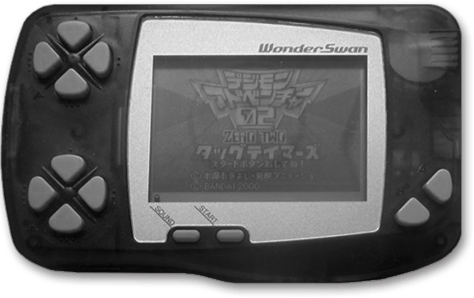 WonderSwan
デジモン
アドベンチャー
02
ZERO TWO
タッグテイマーズ
スタートボタンおしてね!
©BANDAI 2000
SOUND
START
A